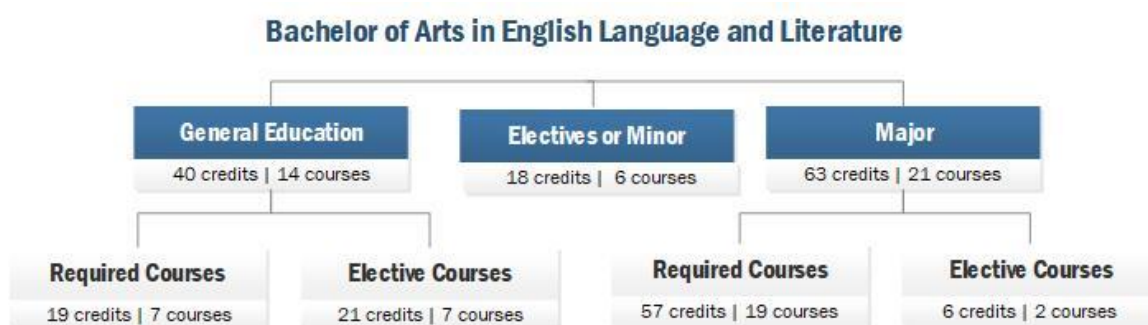 Bachelor of Arts in English Language and Literature
General Education
40 credits | 14 courses
Electives or Minor
18 credits | 6 courses
Major
63 credits | 21 courses
Required Courses
19 credits | 7 courses
Elective Courses
21 credits | 7 courses
Required Courses
57 credits | 19 courses
Elective Courses
6 credits | 2 courses